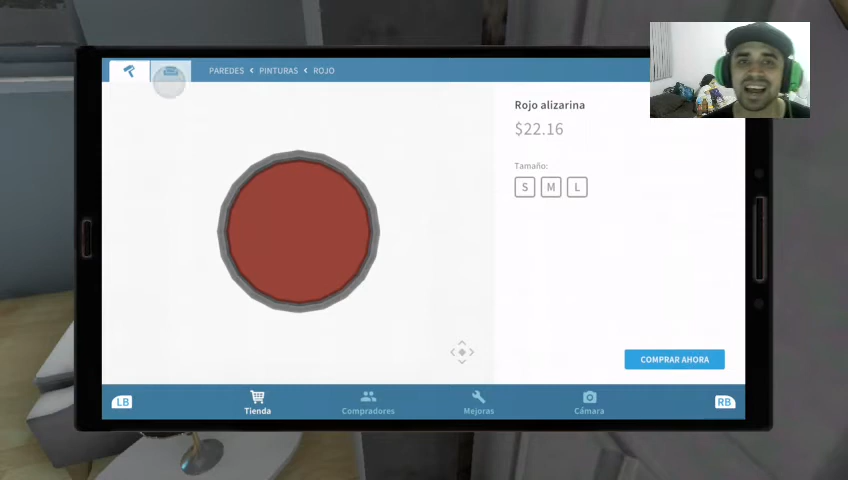 PAREDES < PINTURAS < ROJO
Rojo alizarina
$22.16
Tamaño:
S M L
COMPRAR AHORA
LB Tienda Compradores Mejoras Cámara RB